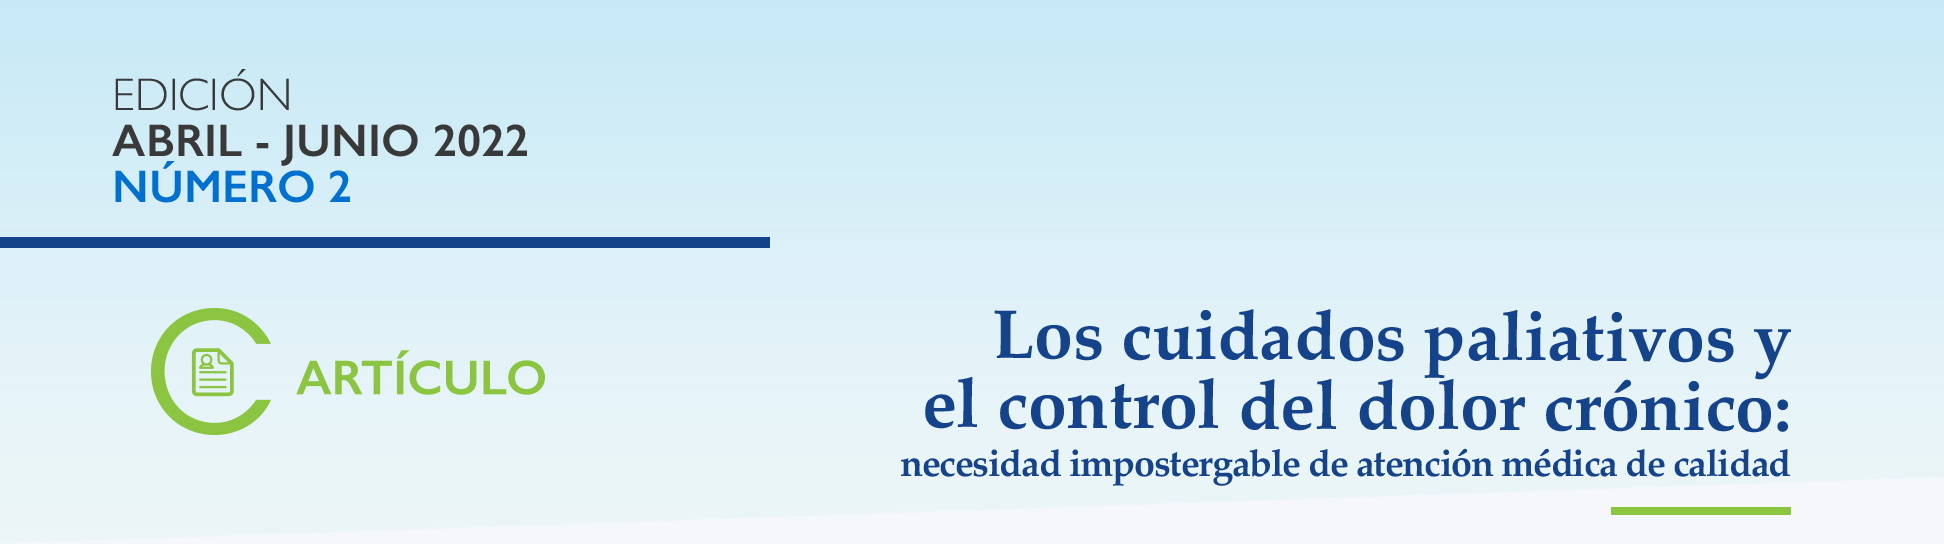 EDICIÓN
ABRIL - JUNIO 2022
NÚMERO 2
ARTÍCULO
Los cuidados paliativos y
el control del dolor crónico:
necesidad impostergable de atención médica de calidad